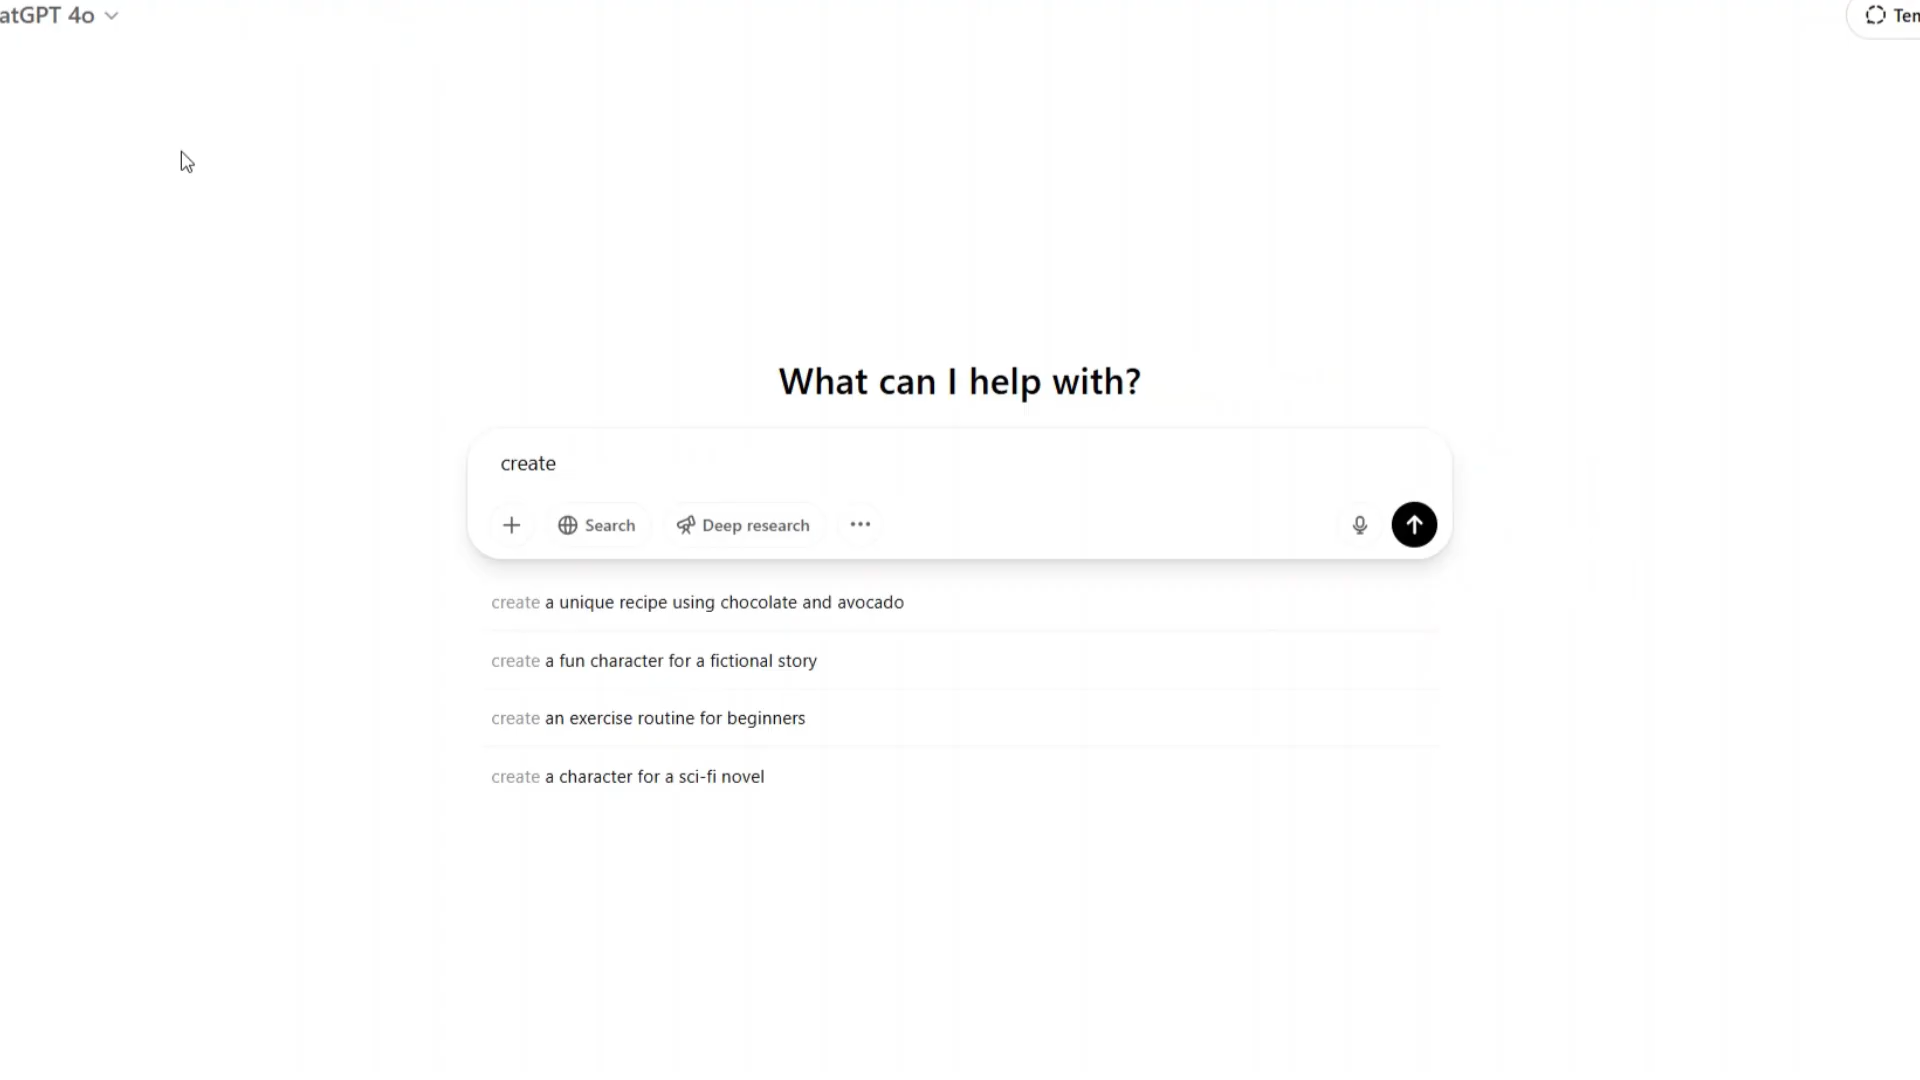 atGPT 4o
Tem
What can I help with?
create
Search
Deep research
create a unique recipe using chocolate and avocado
create a fun character for a fictional story
create an exercise routine for beginners
create a character for a sci-fi novel